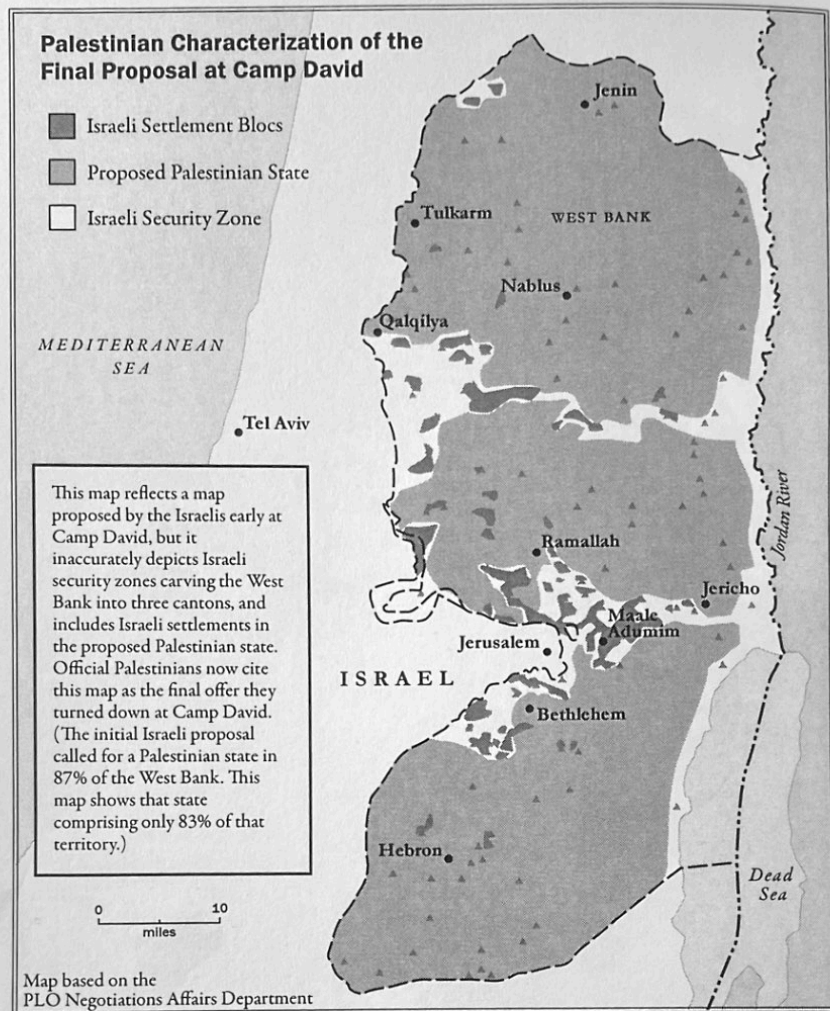 Palestinian Characterization of the
Final Proposal at Camp David
Israeli Settlement Blocs
Proposed Palestinian State
Israeli Security Zone
Jenin
Tulkarm
WEST BANK
Nablus
Qalqilya
MEDITERRANEAN
SEA
Tel Aviv
This map reflects a map
proposed by the Israelis early at
Camp David, but it
inaccurately depicts Israeli
security zones carving the West
Bank into three cantons, and
includes Israeli settlements in
the proposed Palestinian state.
Official Palestinians now cite
this map as the final offer they
turned down at Camp David.
(The initial Israeli proposal
called for a Palestinian state in
87% of the West Bank. This
map shows that state
comprising only 83% of that
territory.)
Jordan River
Ramallah
Jericho
Maale
Adumim
Jerusalem
ISRAEL
Bethlehem
Hebron
Dead
Sea
0 10
miles
Map based on the
PLO Negotiations Affairs Department